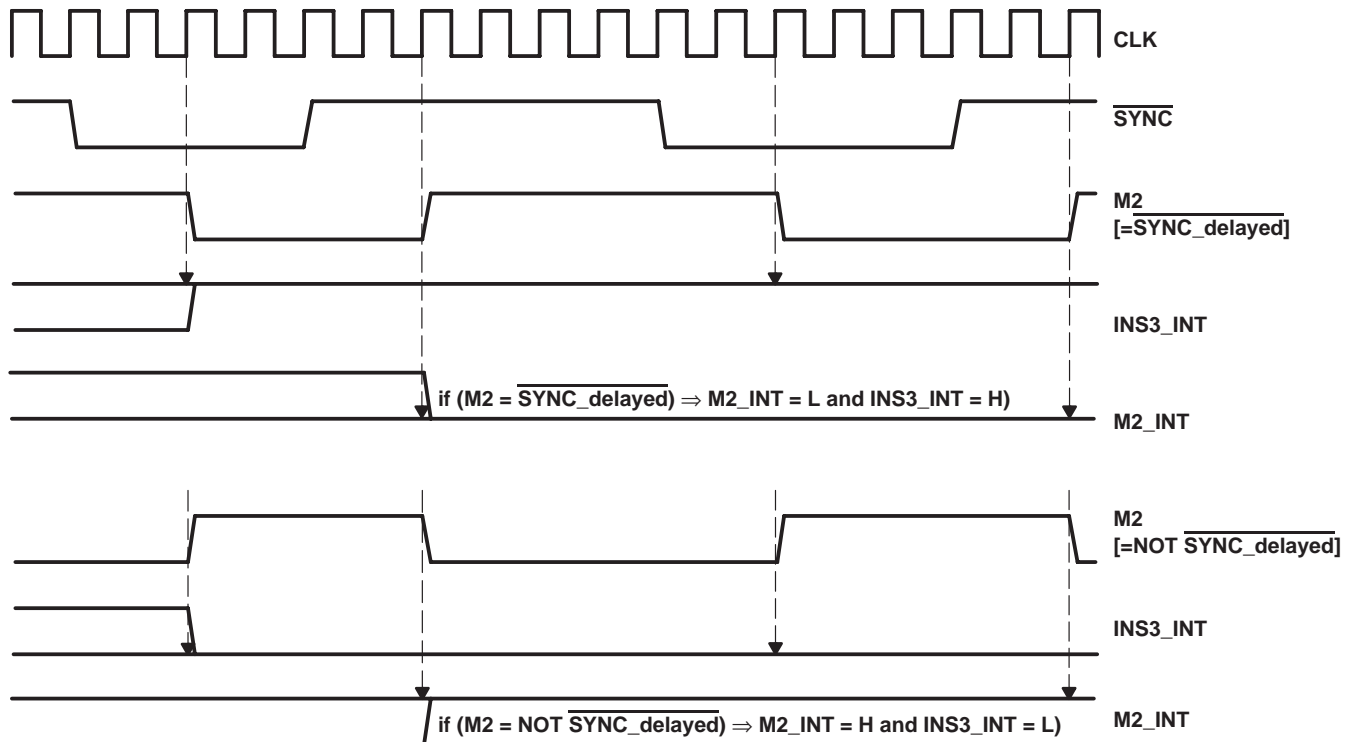 CLK
SYNC
M2
[=SYNC_delayed]
INS3_INT
if (M2 = SYNC_delayed) ⇒ M2_INT = L and INS3_INT = H)
M2_INT
M2
[=NOT SYNC_delayed]
INS3_INT
if (M2 = NOT SYNC_delayed) ⇒ M2_INT = H and INS3_INT = L)
M2_INT